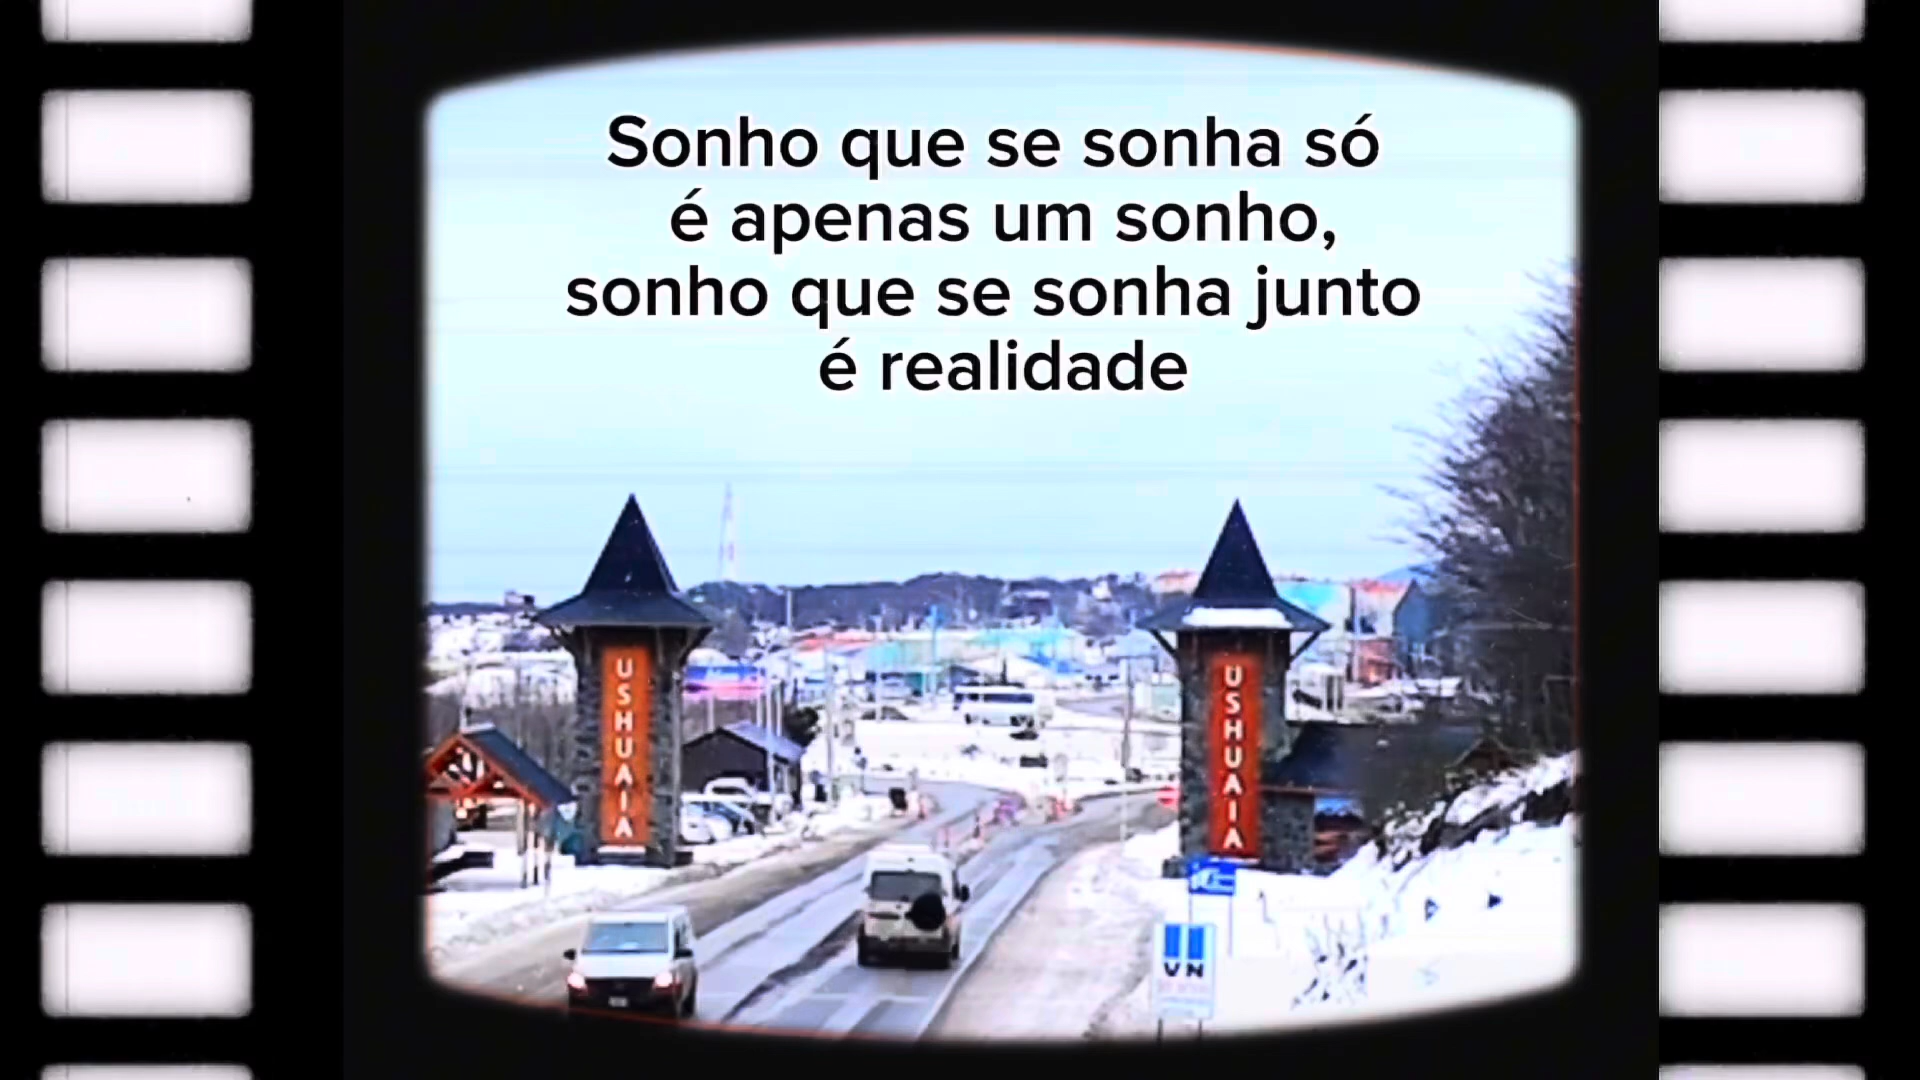 Sonho que se sonha só
é apenas um sonho,
sonho que se sonha junto
é realidade
USHUAIA
USHUAIA
VN